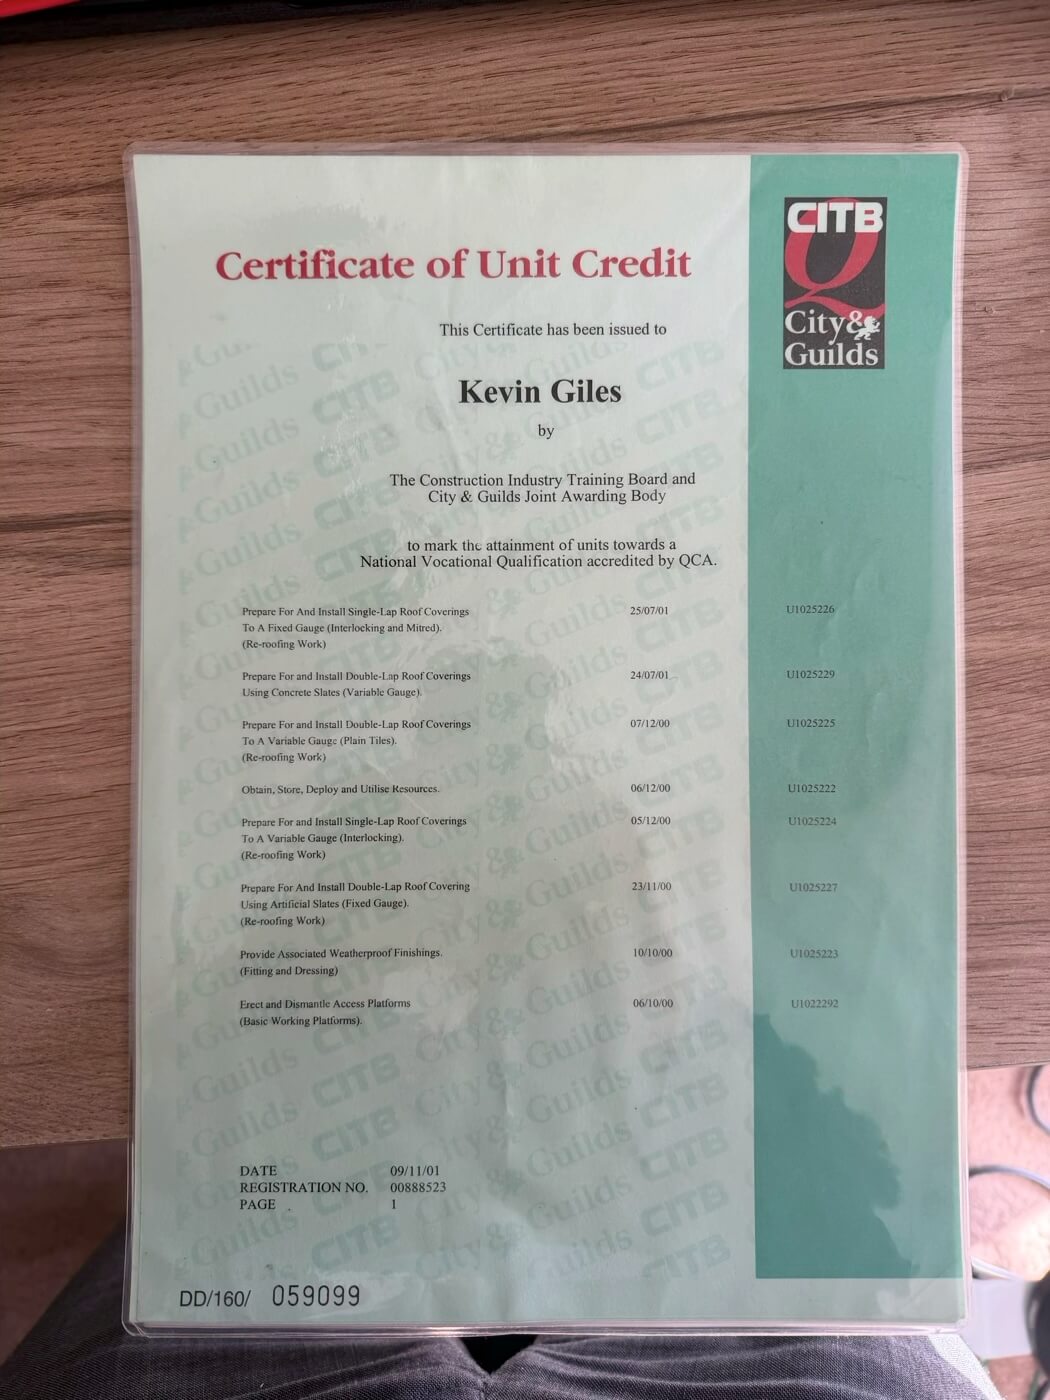 CITB
City&
Guilds
Certificate of Unit Credit
This Certificate has been issued to
Kevin Giles
by
The Construction Industry Training Board and
City & Guilds Joint Awarding Body
to mark the attainment of units towards a
National Vocational Qualification accredited by QCA.
Prepare For And Install Single-Lap Roof Coverings 25/07/01 U1025226
To A Fixed Gauge (Interlocking and Mitred).
(Re-roofing Work)
Prepare For and Install Double-Lap Roof Coverings 24/07/01 U1025229
Using Concrete Slates (Variable Gauge).
Prepare For and Install Double-Lap Roof Coverings 07/12/00 U1025225
To A Variable Gauge (Plain Tiles).
(Re-roofing Work)
Obtain, Store, Deploy and Utilise Resources. 06/12/00 U1025222
Prepare For and Install Single-Lap Roof Coverings 05/12/00 U1025224
To A Variable Gauge (Interlocking).
(Re-roofing Work)
Prepare For And Install Double-Lap Roof Covering 23/11/00 U1025227
Using Artificial Slates (Fixed Gauge).
(Re-roofing Work)
Provide Associated Weatherproof Finishings. 10/10/00 U1025223
(Fitting and Dressing)
Erect and Dismantle Access Platforms 06/10/00 U1022292
(Basic Working Platforms).
DATE 09/11/01
REGISTRATION NO. 00888523
PAGE 1
DD/160/ 059099